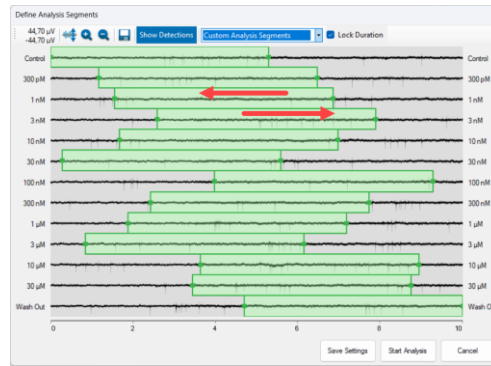 Define Analysis Segments
44,70 µV
-44,70 µV
Show Detections
Custom Analysis Segments
Lock Duration
Control Control
300 pM 300 pM
1 nM 1 nM
3 nM 3 nM
10 nM 10 nM
30 nM 30 nM
100 nM 100 nM
300 nM 300 nM
1 µM 1 µM
3 µM 3 µM
10 µM 10 µM
30 µM 30 µM
Wash Out Wash O
0 2 4 6 8 10
Save Settings Start Analysis Cancel